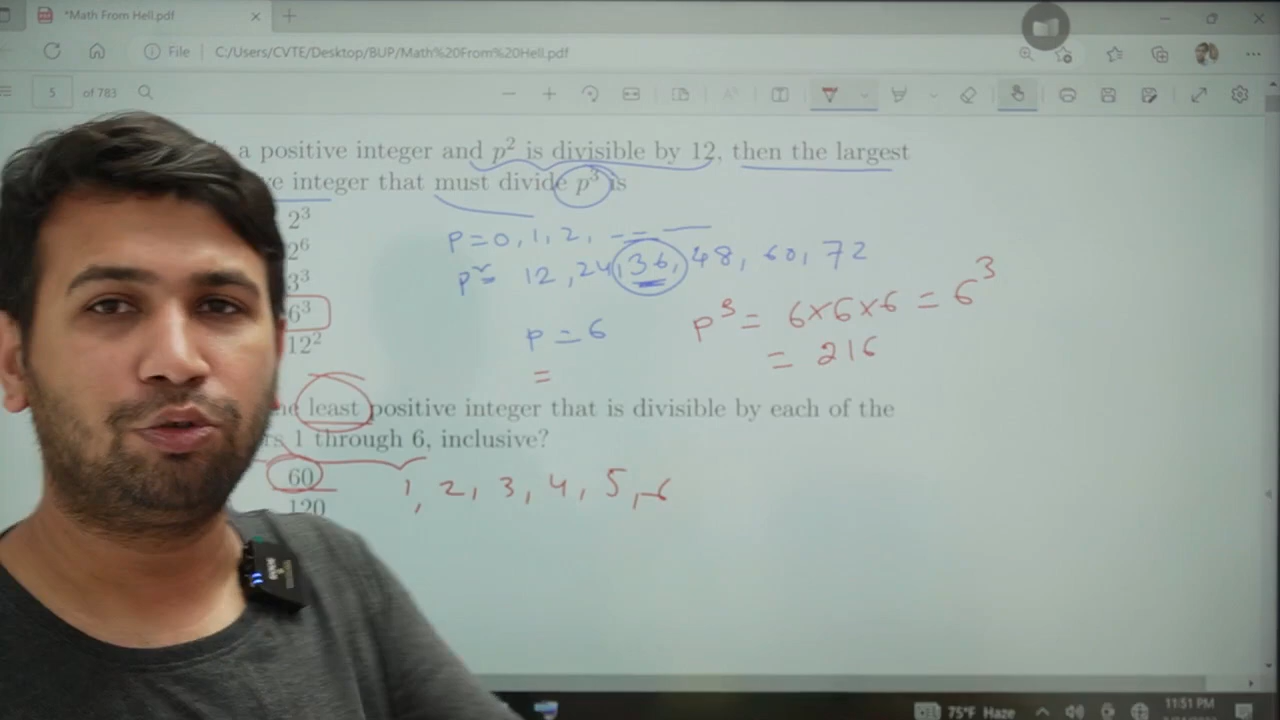 *Math From Hell.pdf
File C:/Users/CVTE/Desktop/BUP/Math%20From%20Hell.pdf
5 of 783
a positive integer and p² is divisible by 12, then the largest
ve integer that must divide p³ is
2³
2⁶
3³
6³
12²
P = 0, 1, 2, - - —
P² = 12, 24, 36, 48, 60, 72
P = 6
=
P³ = 6×6×6 = 6³
= 216
he least positive integer that is divisible by each of the
rs 1 through 6, inclusive?
60
120
1, 2, 3, 4, 5, 6
75°F Haze 11:51 PM